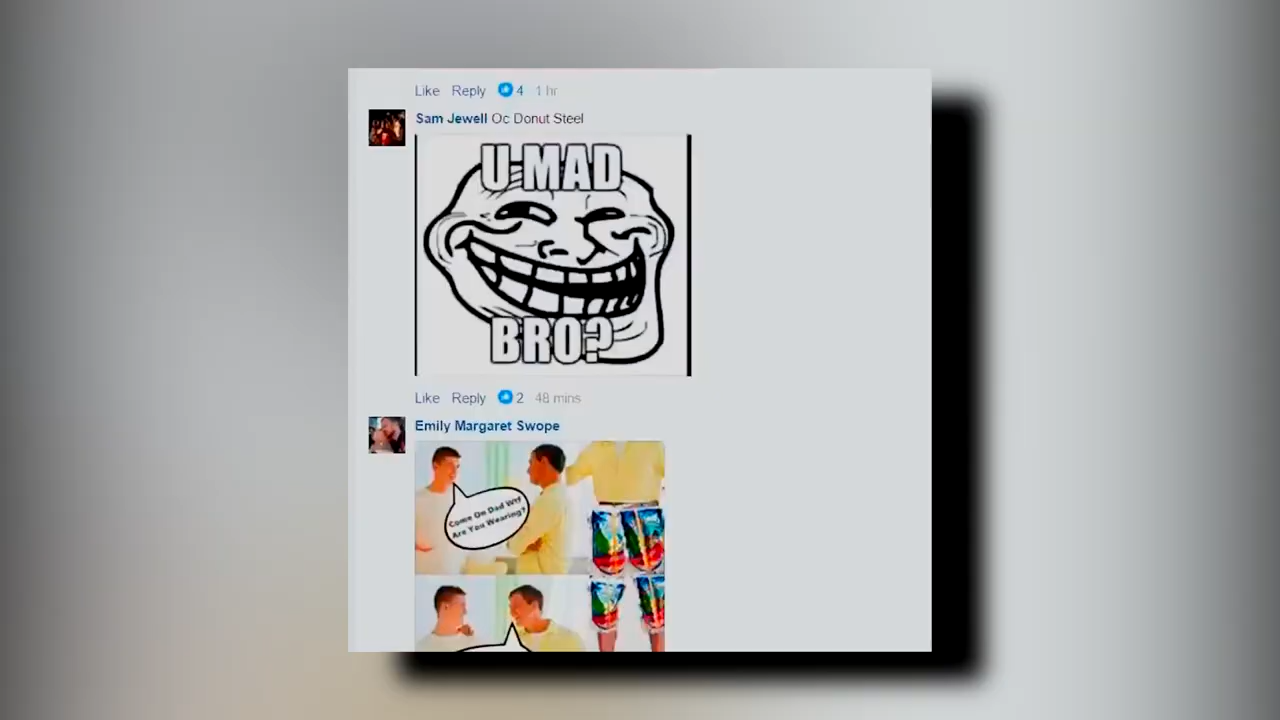 Like Reply 4 1 hr
Sam Jewell Oc Donut Steel
U MAD
BRO?
Like Reply 2 48 mins
Emily Margaret Swope
Come On Dad Wtf
Are You Wearing?